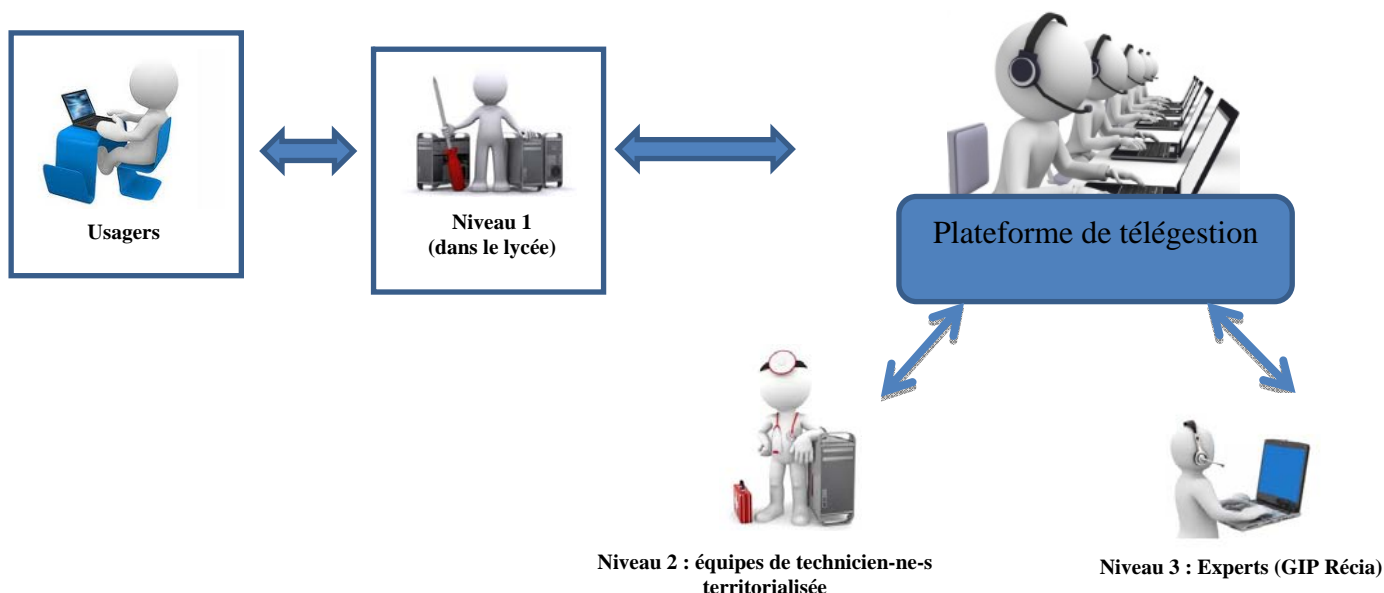 Usagers
Niveau 1
(dans le lycée)
Plateforme de télégestion
Niveau 2 : équipes de technicien-ne-s
territorialisée
Niveau 3 : Experts (GIP Récia)